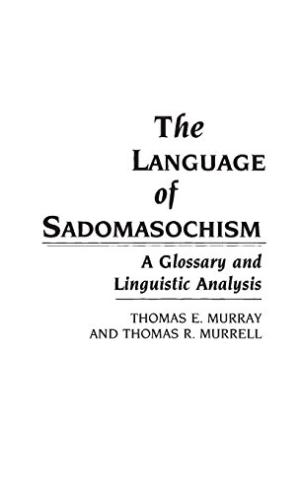 The
LANGUAGE
of
SADOMASOCHISM
A Glossary and
Linguistic Analysis
THOMAS E. MURRAY
AND THOMAS R. MURRELL